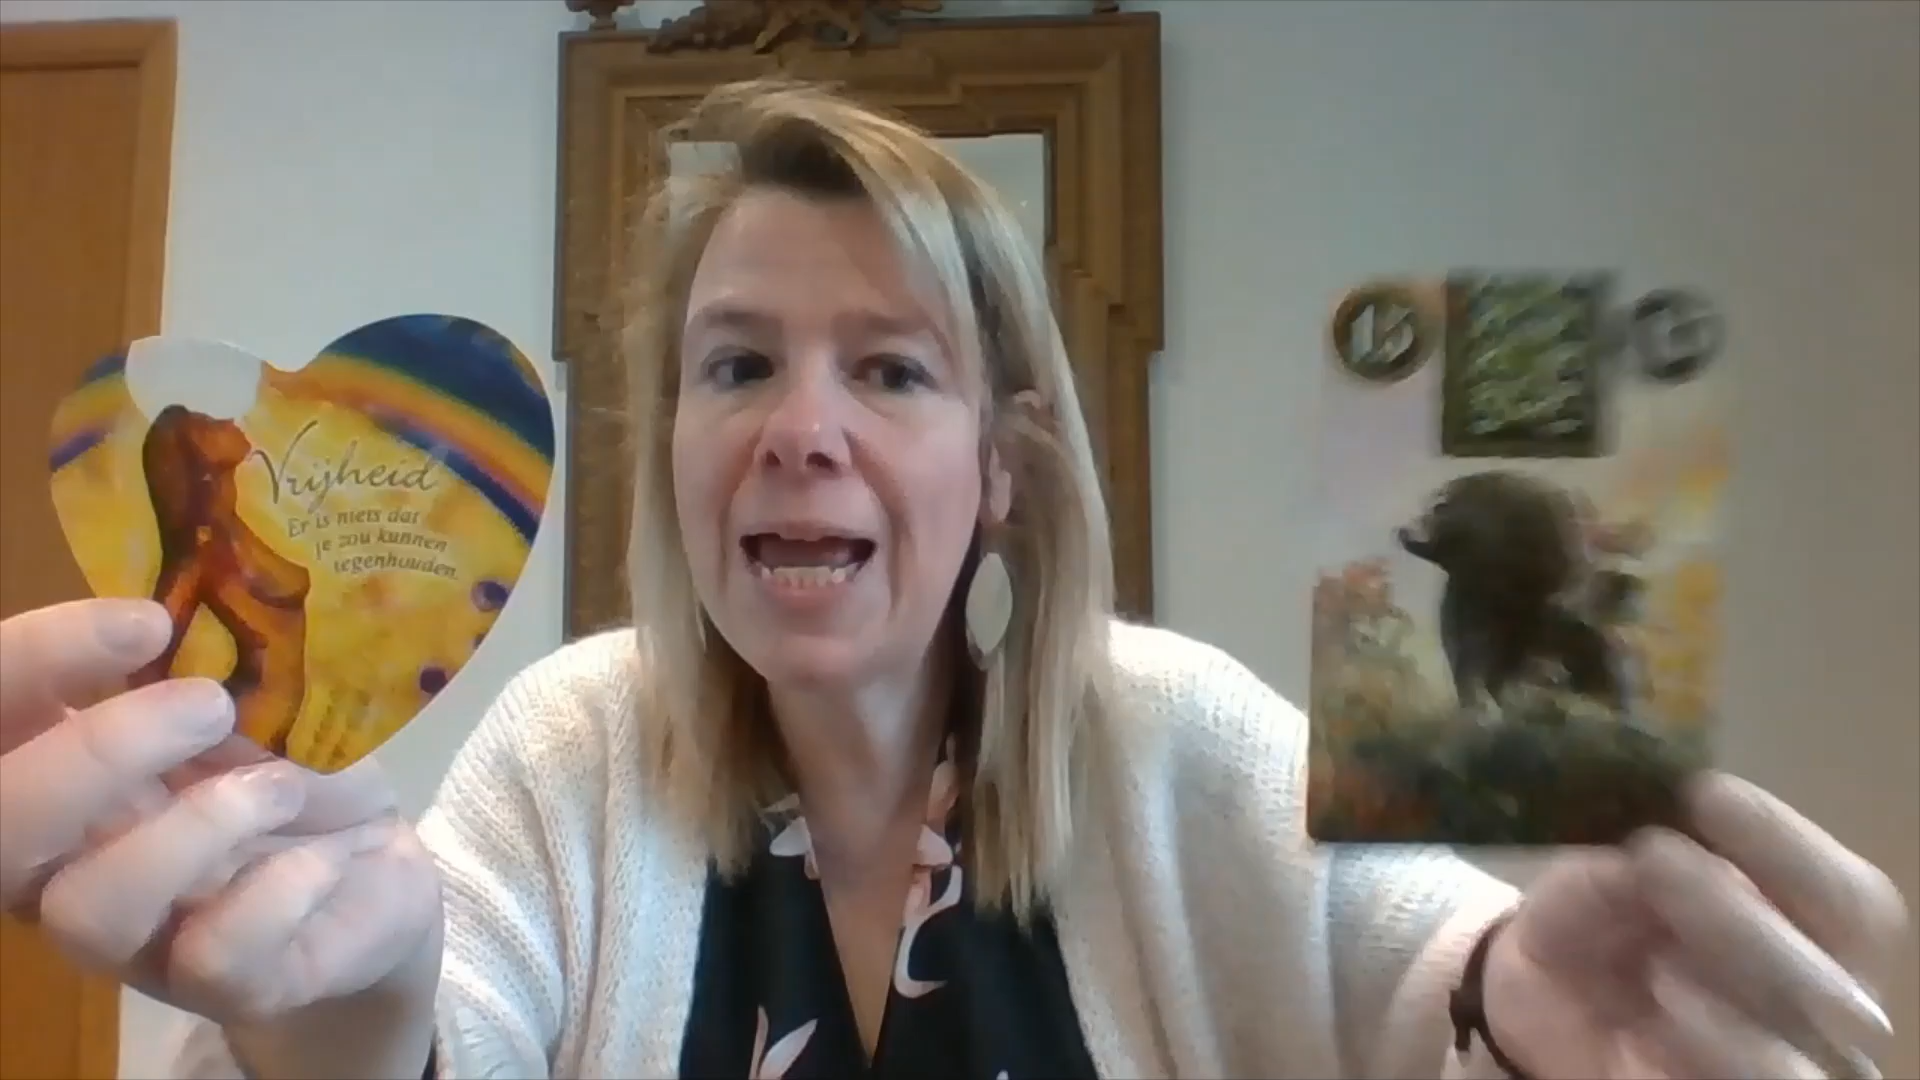 Vrijheid
Er is niets dat
je zou kunnen
tegenhouden.